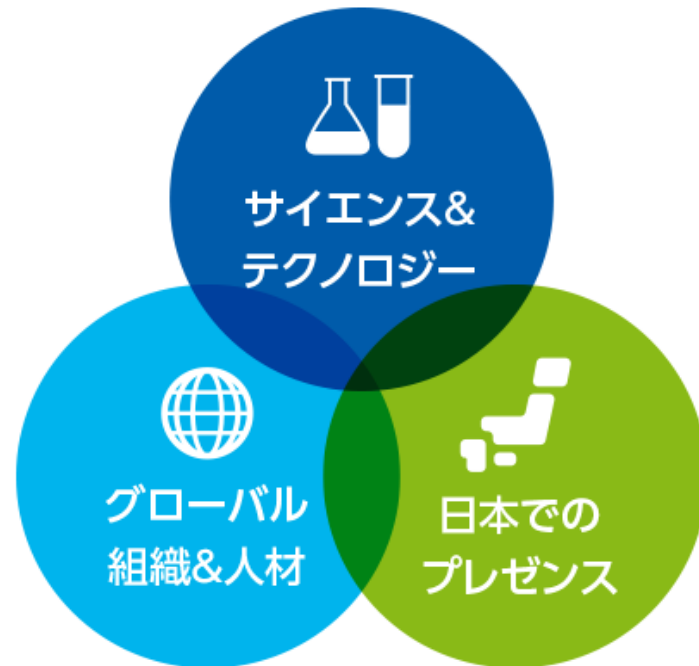 サイエンス&
テクノロジー
グローバル
組織&人材
日本での
プレゼンス